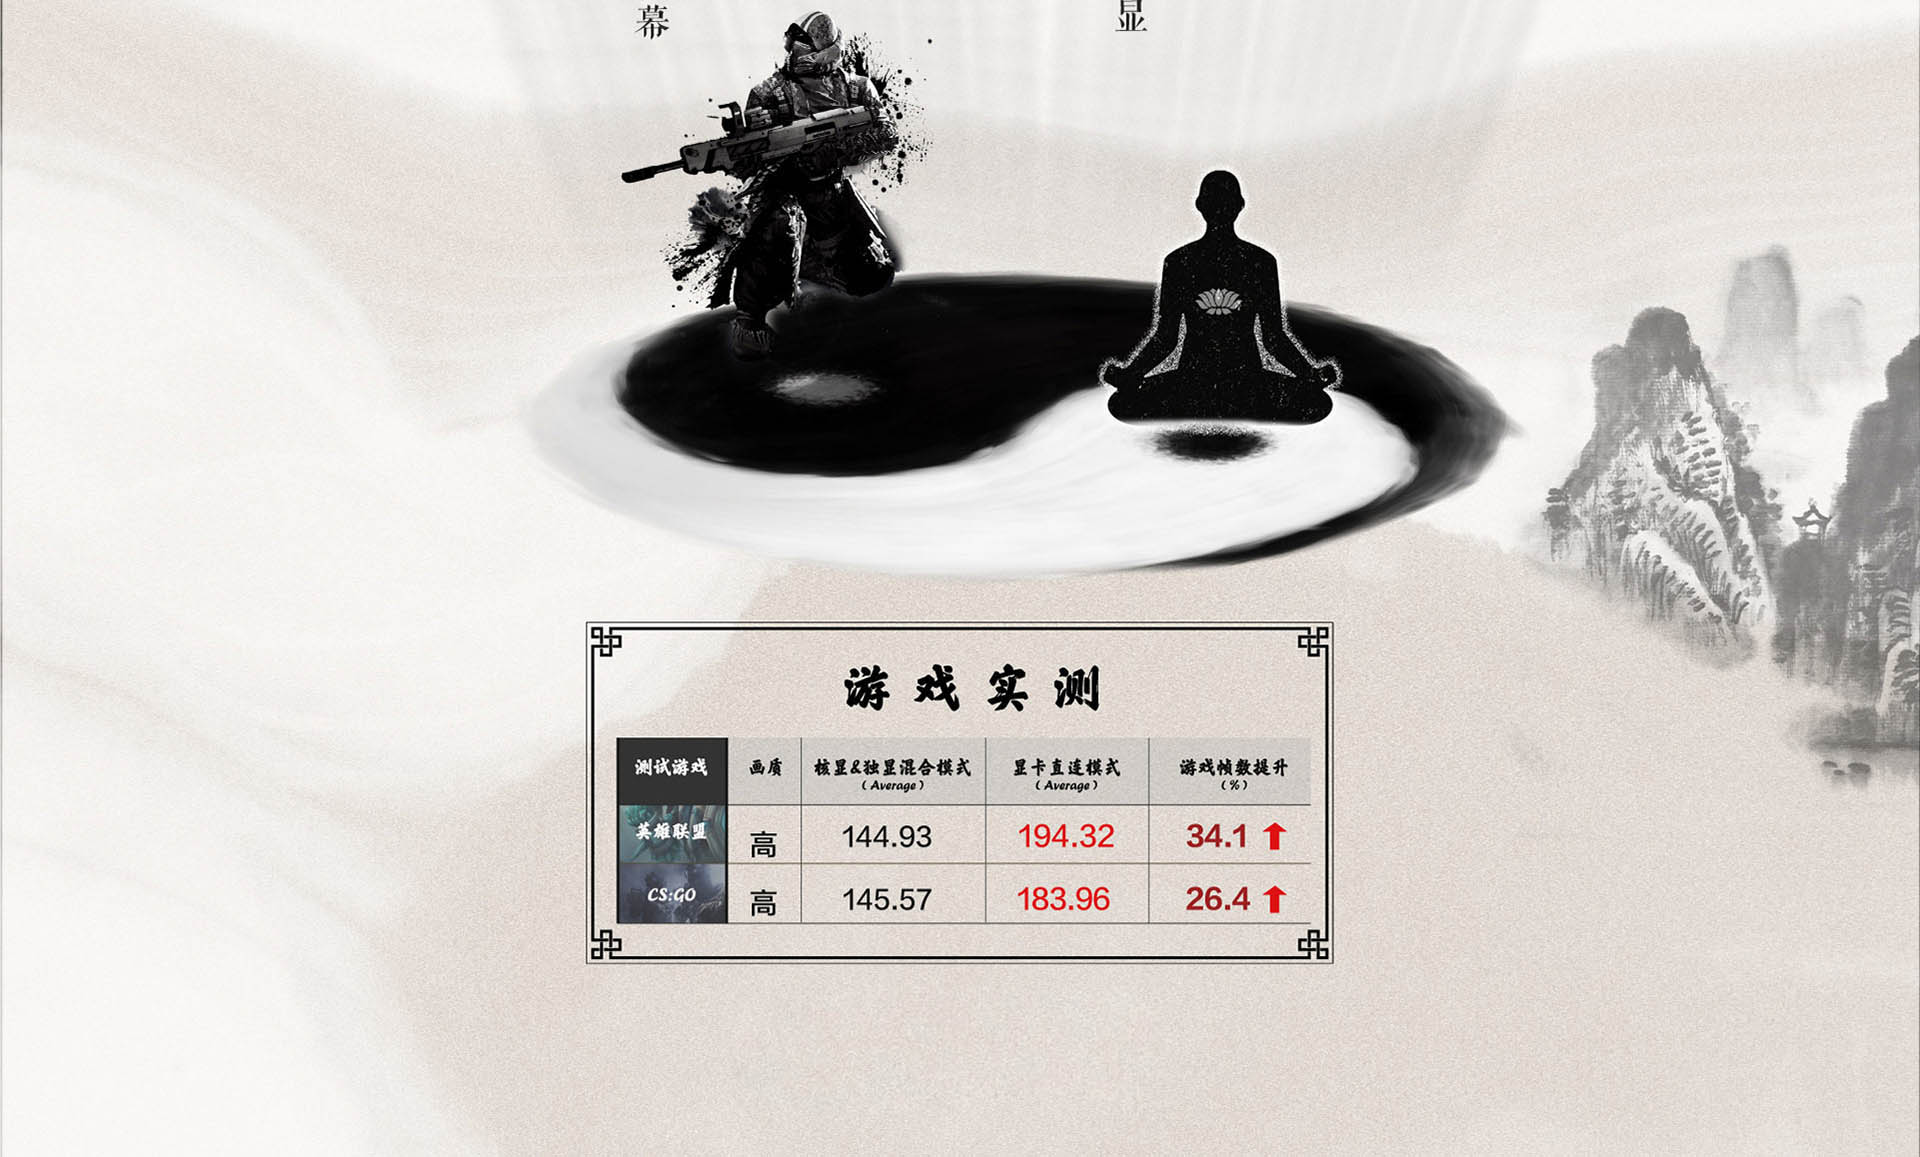 幕
显
游戏实测
测试游戏 画质 核显&独显混合模式 显卡直连模式 游戏帧数提升
(Average) (Average) (%)
英雄联盟 高 144.93 194.32 34.1
CS:GO 高 145.57 183.96 26.4